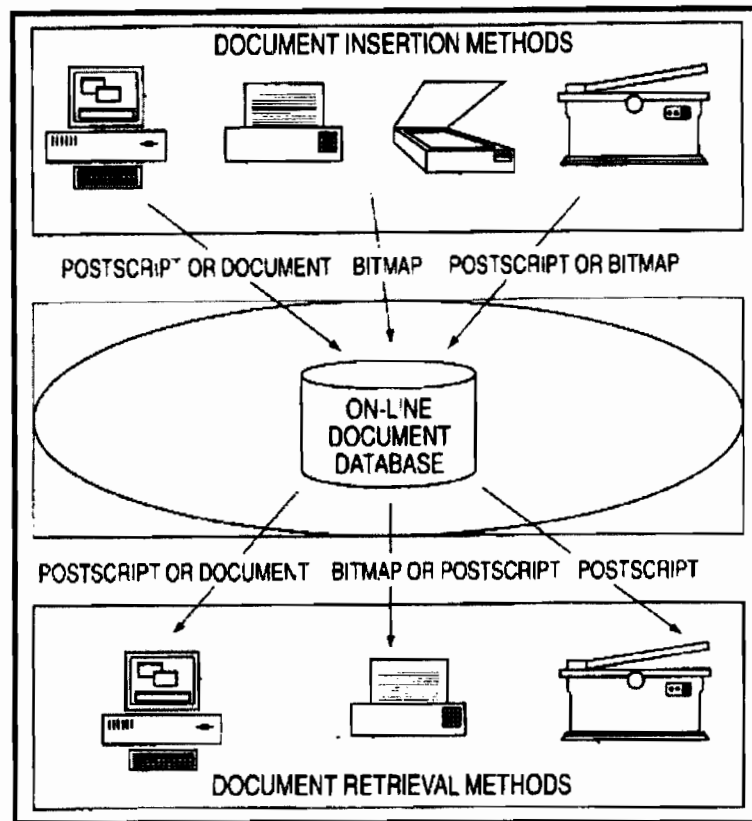 DOCUMENT INSERTION METHODS
POSTSCRIPT OR DOCUMENT BITMAP POSTSCRIPT OR BITMAP
ON-LINE
DOCUMENT
DATABASE
POSTSCRIPT OR DOCUMENT BITMAP OR POSTSCRIPT POSTSCRIPT
DOCUMENT RETRIEVAL METHODS